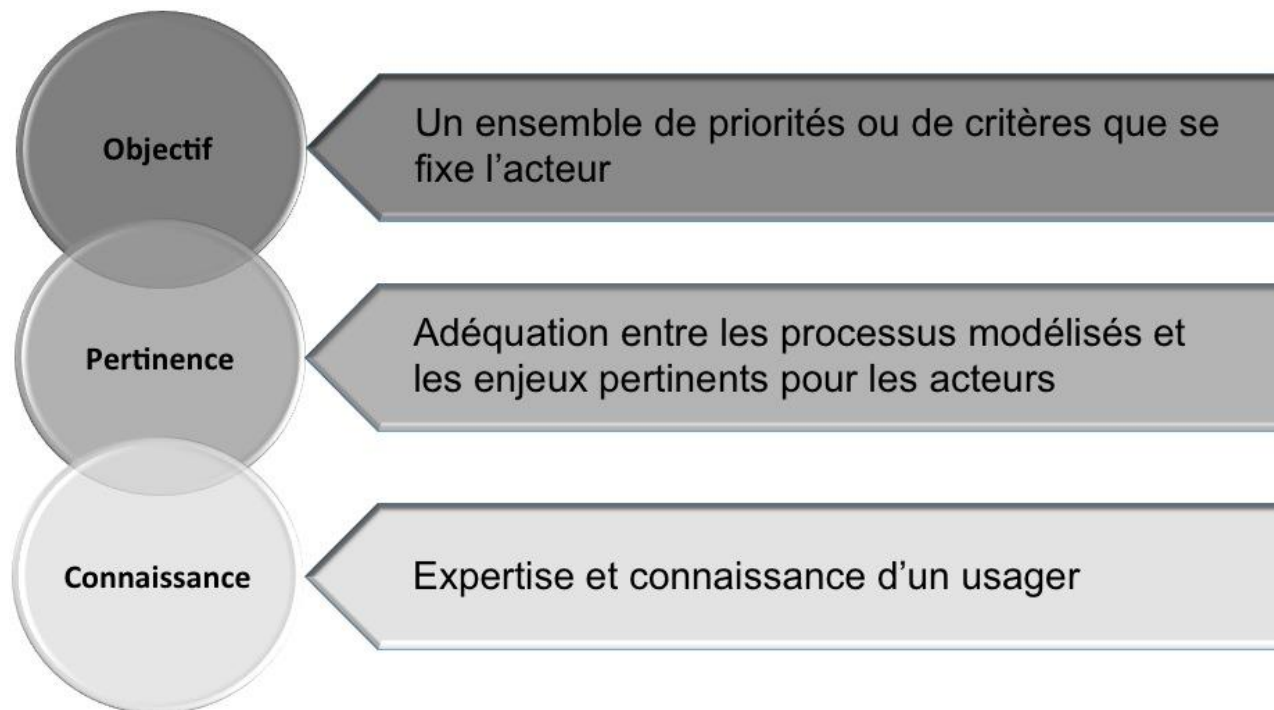 Objectif
Un ensemble de priorités ou de critères que se
fixe l’acteur
Pertinence
Adéquation entre les processus modélisés et
les enjeux pertinents pour les acteurs
Connaissance
Expertise et connaissance d’un usager